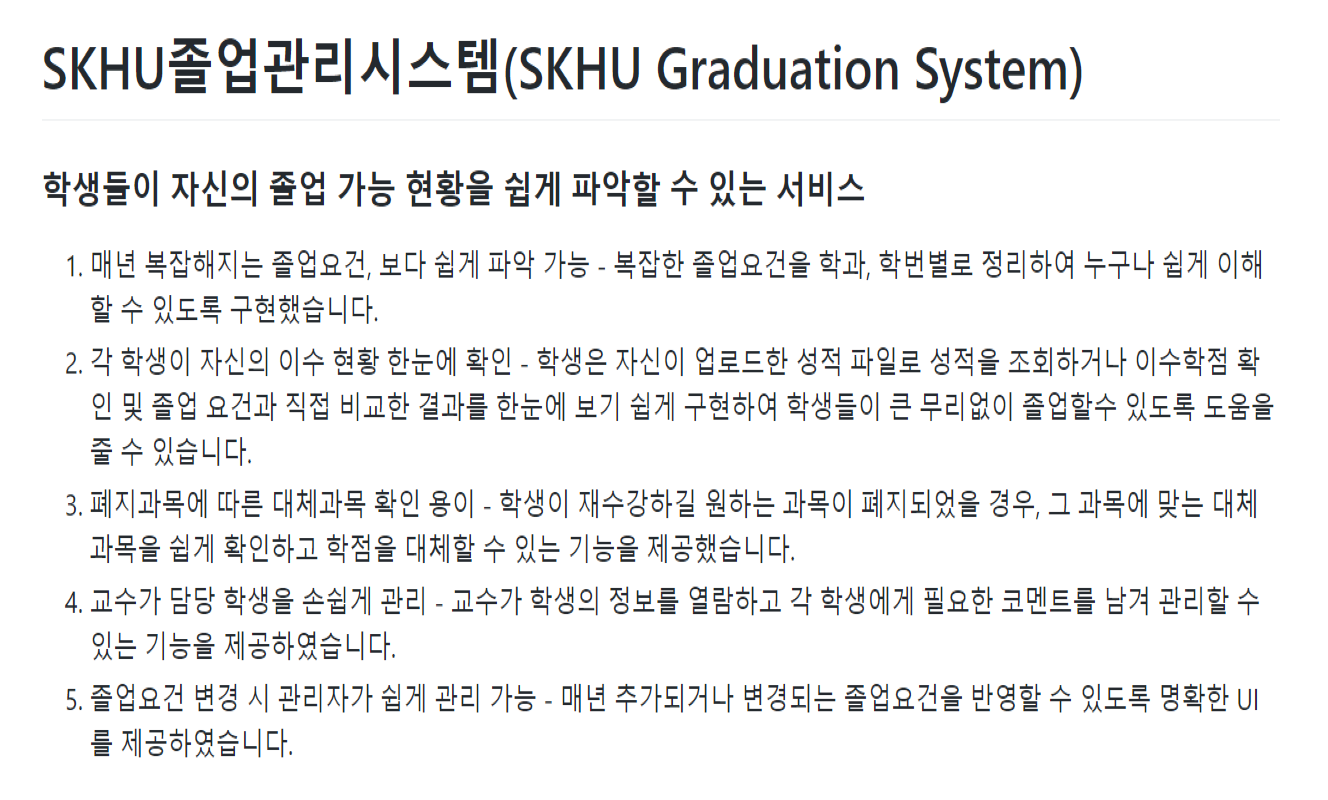 SKHU졸업관리시스템(SKHU Graduation System)
학생들이 자신의 졸업 가능 현황을 쉽게 파악할 수 있는 서비스
1. 매년 복잡해지는 졸업요건, 보다 쉽게 파악 가능 - 복잡한 졸업요건을 학과, 학번별로 정리하여 누구나 쉽게 이해
할 수 있도록 구현했습니다.
2. 각 학생이 자신의 이수 현황 한눈에 확인 - 학생은 자신이 업로드한 성적 파일로 성적을 조회하거나 이수학점 확
인 및 졸업 요건과 직접 비교한 결과를 한눈에 보기 쉽게 구현하여 학생들이 큰 무리없이 졸업할수 있도록 도움을
줄 수 있습니다.
3. 폐지과목에 따른 대체과목 확인 용이 - 학생이 재수강하길 원하는 과목이 폐지되었을 경우, 그 과목에 맞는 대체
과목을 쉽게 확인하고 학점을 대체할 수 있는 기능을 제공했습니다.
4. 교수가 담당 학생을 손쉽게 관리 - 교수가 학생의 정보를 열람하고 각 학생에게 필요한 코멘트를 남겨 관리할 수
있는 기능을 제공하였습니다.
5. 졸업요건 변경 시 관리자가 쉽게 관리 가능 - 매년 추가되거나 변경되는 졸업요건을 반영할 수 있도록 명확한 UI
를 제공하였습니다.